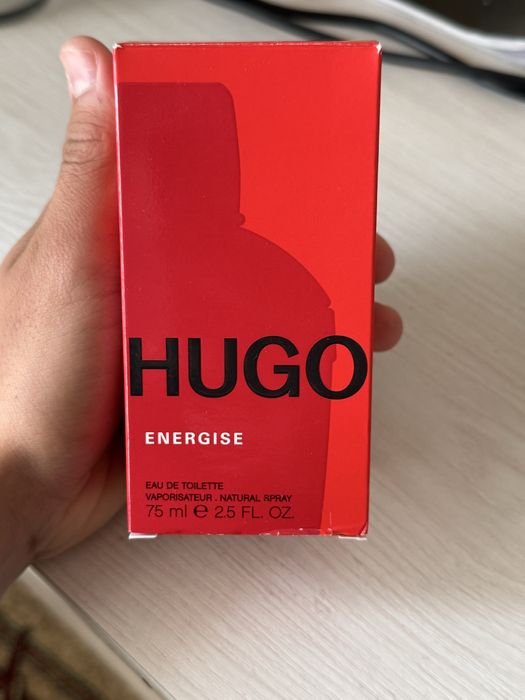 HUGO
ENERGISE
EAU DE TOILETTE
VAPORISATEUR . NATURAL SPRAY
75 ml ℮ 2.5 FL. OZ.